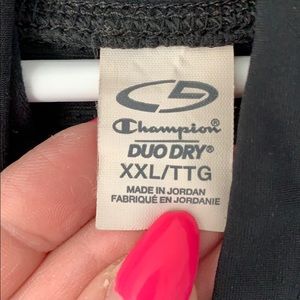 Champion®
DUO DRY®
XXL/TTG
MADE IN JORDAN
FABRIQUÉ EN JORDANIE